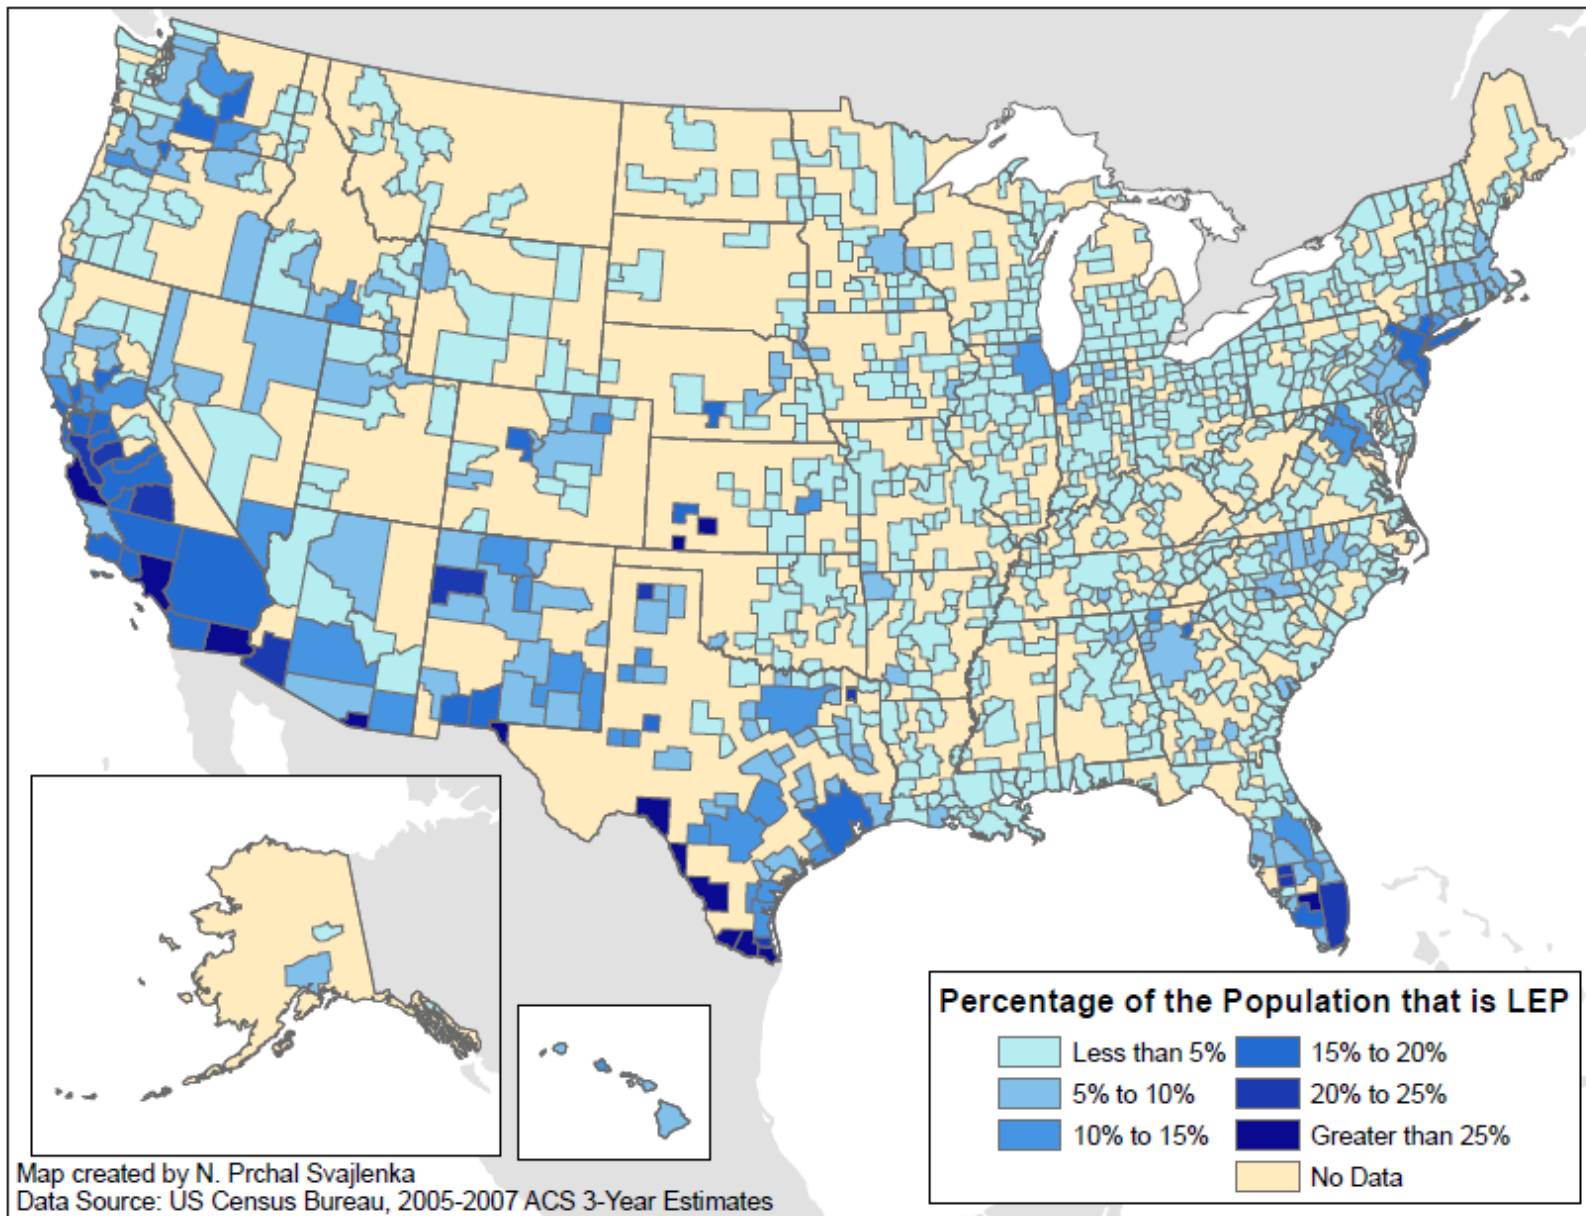 Percentage of the Population that is LEP
Less than 5%
15% to 20%
5% to 10%
20% to 25%
10% to 15%
Greater than 25%
No Data
Map created by N. Prchal Svajlenka
Data Source: US Census Bureau, 2005-2007 ACS 3-Year Estimates